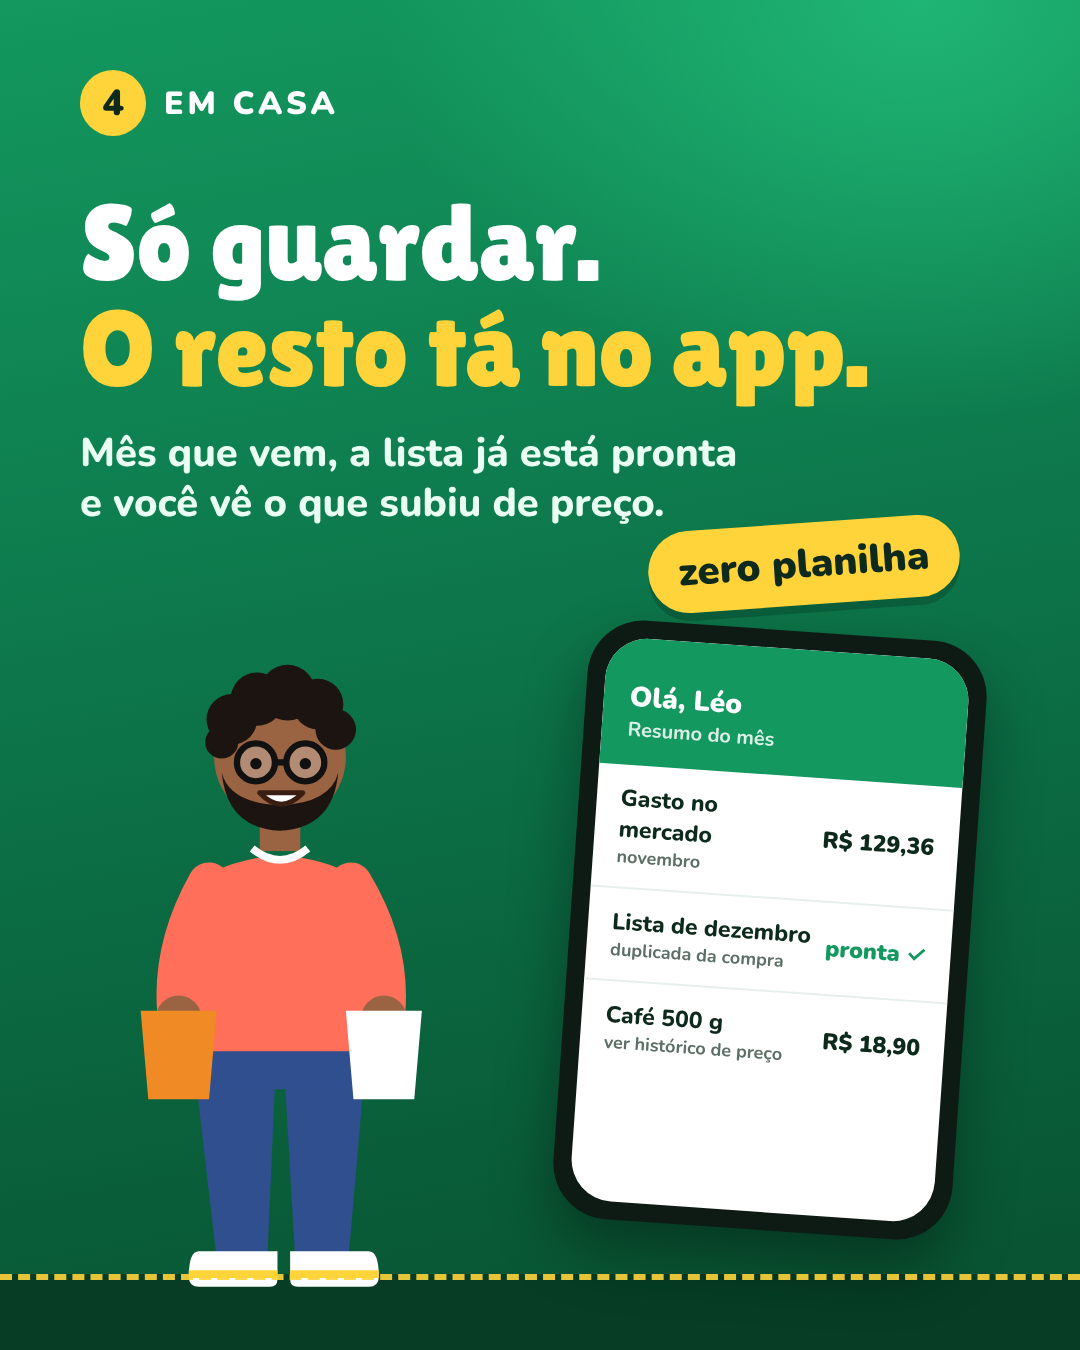 4 EM CASA
Só guardar.
O resto tá no app.
Mês que vem, a lista já está pronta
e você vê o que subiu de preço.
zero planilha
Olá, Léo
Resumo do mês
Gasto no
mercado
novembro
R$ 129,36
Lista de dezembro
duplicada da compra
pronta ✓
Café 500 g
ver histórico de preço
R$ 18,90